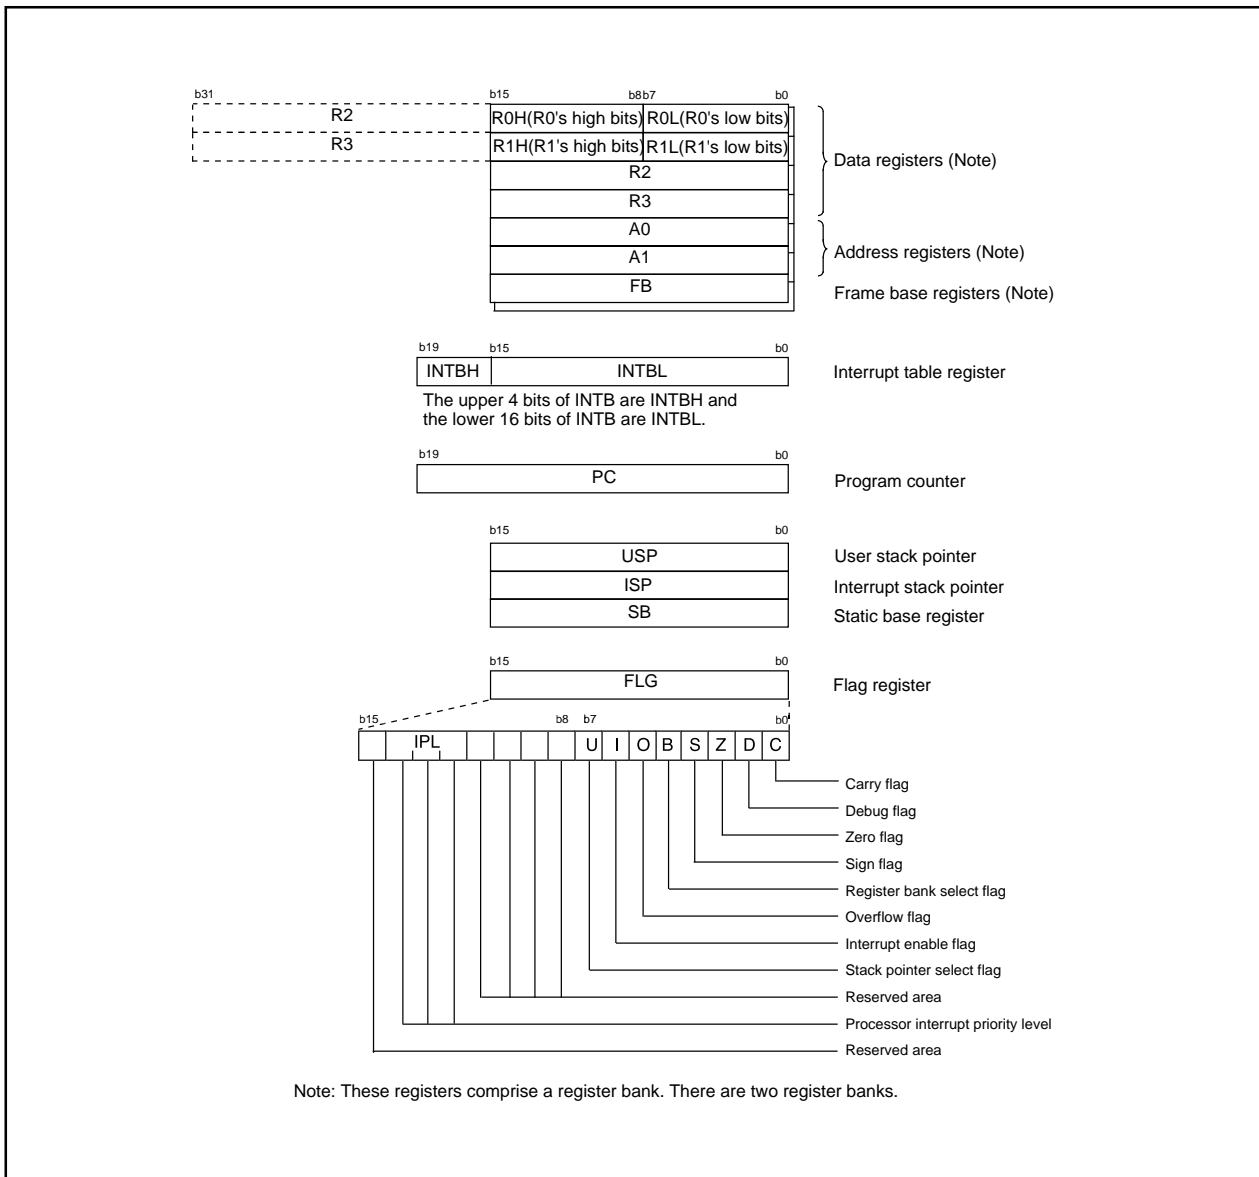 b31 b15 b8b7 b0
R2 R0H(R0's high bits) R0L(R0's low bits)
R3 R1H(R1's high bits) R1L(R1's low bits)
Data registers (Note)
R2
R3
A0
A1
Address registers (Note)
FB
Frame base registers (Note)
b19 b15 b0
INTBH INTBL Interrupt table register
The upper 4 bits of INTB are INTBH and
the lower 16 bits of INTB are INTBL.
b19 b0
PC Program counter
b15 b0
USP User stack pointer
ISP Interrupt stack pointer
SB Static base register
b15 b0
FLG Flag register
b15 b8 b7 b0
IPL U I O B S Z D C
Carry flag
Debug flag
Zero flag
Sign flag
Register bank select flag
Overflow flag
Interrupt enable flag
Stack pointer select flag
Reserved area
Processor interrupt priority level
Reserved area
Note: These registers comprise a register bank. There are two register banks.